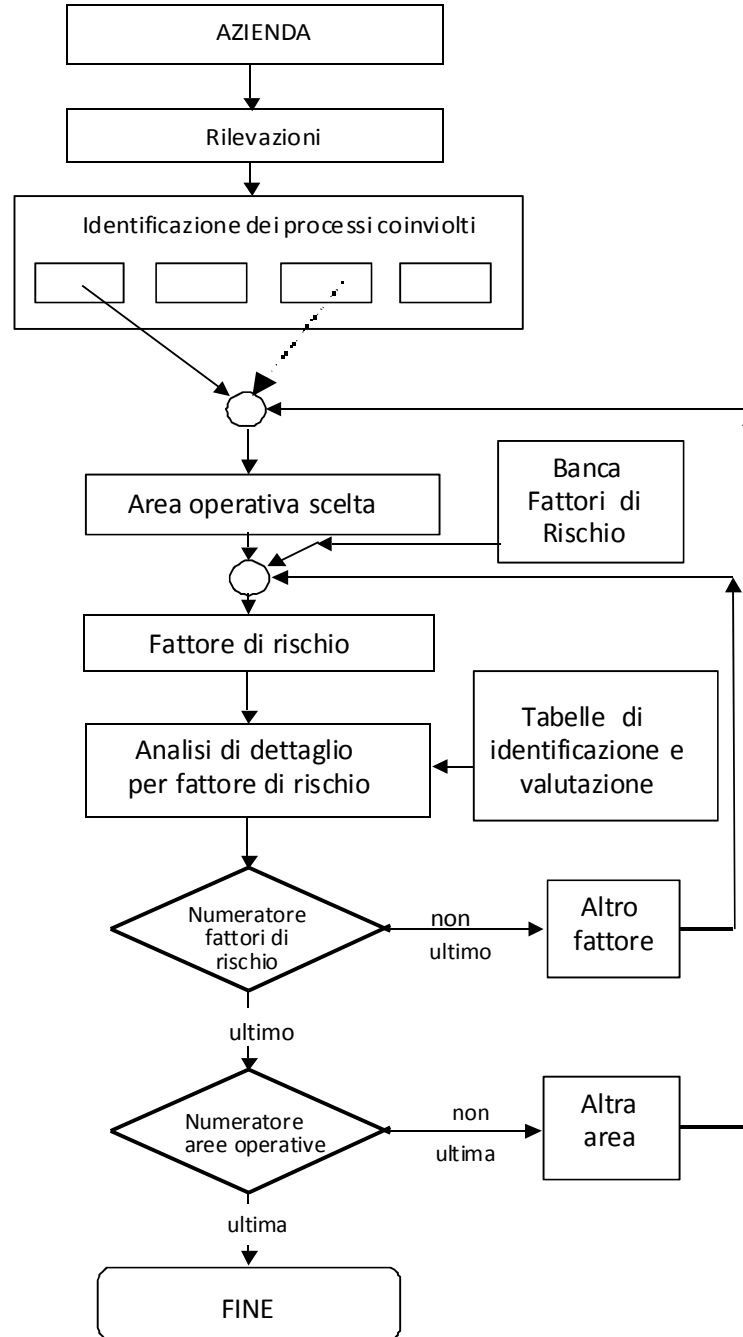 AZIENDA
Rilevazioni
Identificazione dei processi coinviolti
Area operativa scelta
Banca
Fattori di
Rischio
Fattore di rischio
Analisi di dettaglio
per fattore di rischio
Tabelle di
identificazione e
valutazione
Numeratore
fattori di
rischio
non
ultimo
Altro
fattore
ultimo
Numeratore
aree operative
non
ultima
Altra
area
ultima
FINE